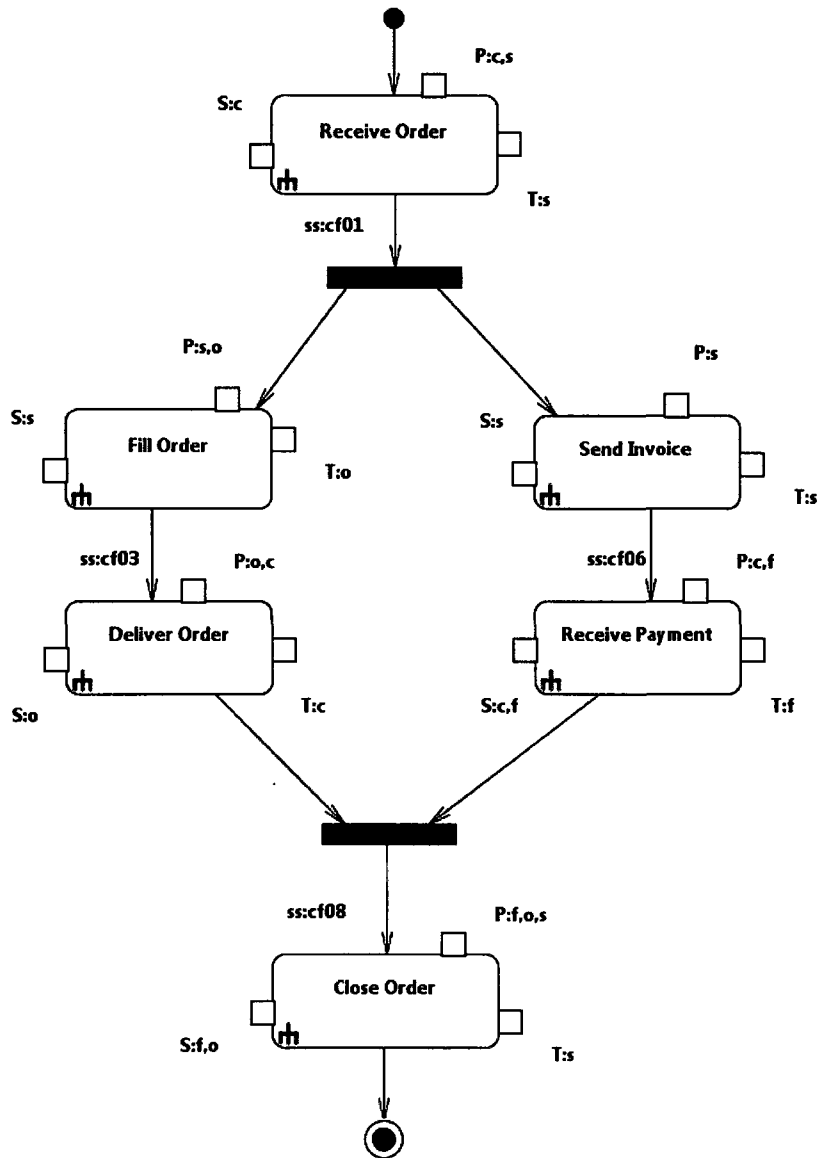 P:c,s
S:c
Receive Order
T:s
ss:cf01
P:s,o
P:s
S:s
Fill Order
T:o
S:s
Send Invoice
T:s
ss:cf03
P:o,c
ss:cf06
P:c,f
Deliver Order
Receive Payment
S:o
T:c
S:c,f
T:f
ss:cf08
P:f,o,s
Close Order
S:f,o
T:s